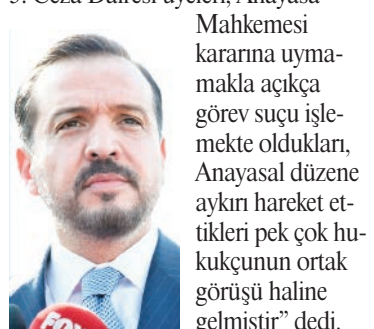 3. Ceza Dairesi üyeleri, Anayasa
Mahkemesi
kararına uyma-
makla açıkça
görev suçu işle-
mekte oldukları,
Anayasal düzene
aykırı hareket et-
tikleri pek çok hu-
kukçunun ortak
görüşü haline
gelmiştir” dedi.
FOX